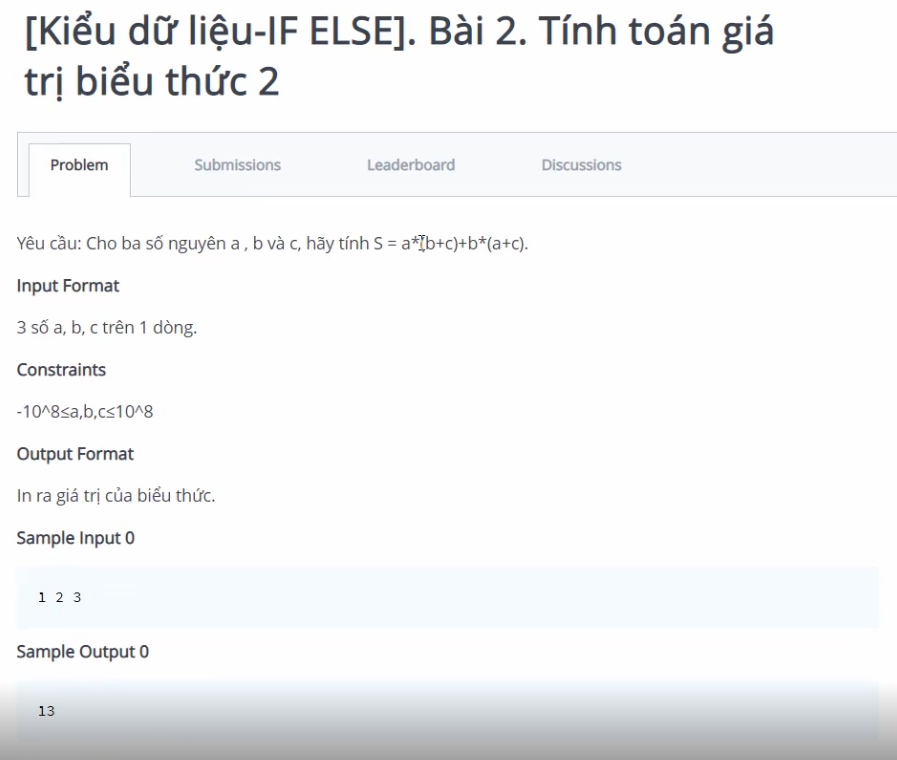 [Kiểu dữ liệu-IF ELSE]. Bài 2. Tính toán giá
trị biểu thức 2
Problem
Submissions
Leaderboard
Discussions
Yêu cầu: Cho ba số nguyên a , b và c, hãy tính S = a*(b+c)+b*(a+c).
Input Format
3 số a, b, c trên 1 dòng.
Constraints
-10^8≤a,b,c≤10^8
Output Format
In ra giá trị của biểu thức.
Sample Input 0
1 2 3
Sample Output 0
13